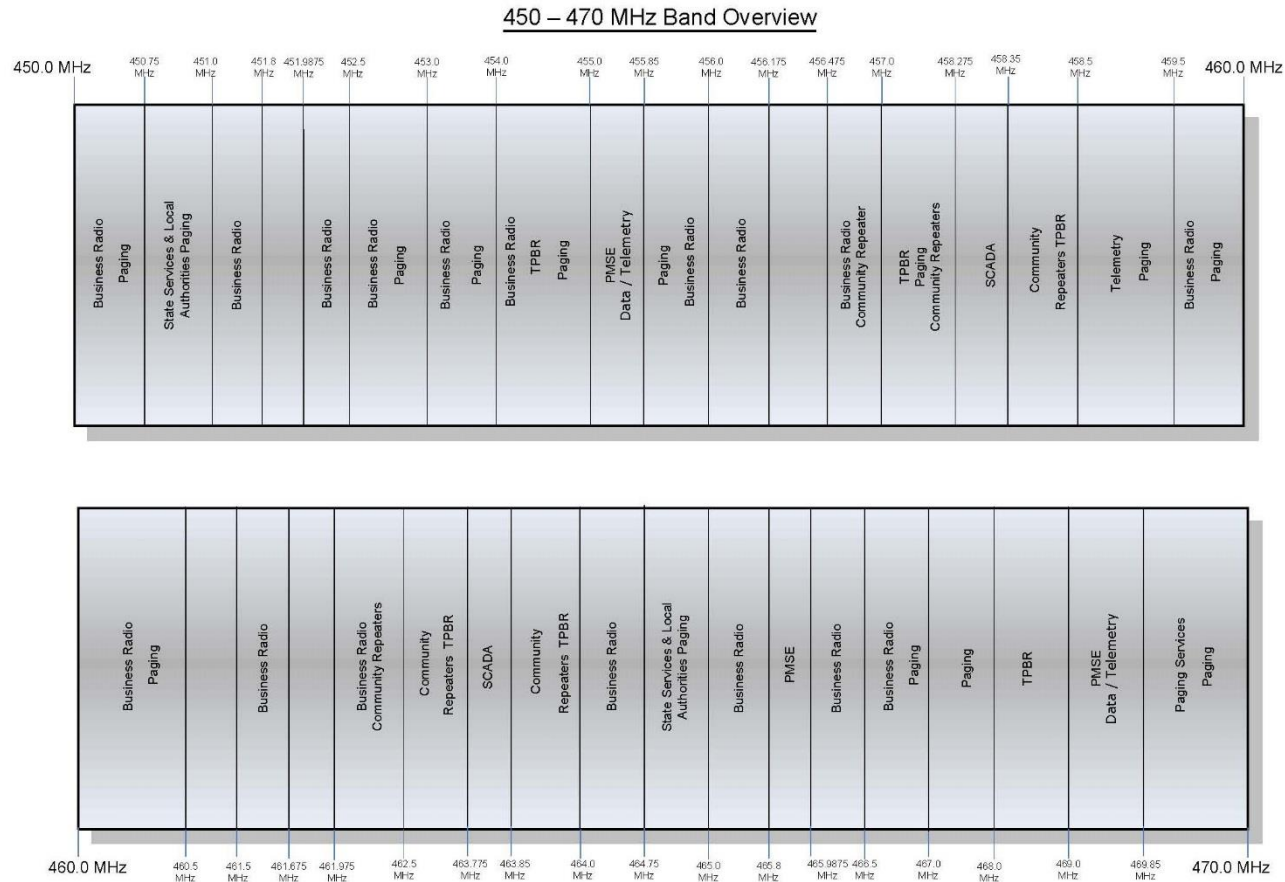 450 – 470 MHz Band Overview
450.0 MHz
450.75
MHz
451.0
MHz
451.8
MHz
451.9875
MHz
452.5
MHz
453.0
MHz
454.0
MHz
455.0
MHz
455.85
MHz
456.0
MHz
456.175
MHz
456.475
MHz
457.0
MHz
458.275
MHz
458.35
MHz
458.5
MHz
459.5
MHz
460.0 MHz
Business Radio
Paging
State Services & Local
Authorities Paging
Business Radio
Business Radio
Business Radio
Paging
Business Radio
Paging
Business Radio
TPBR
Paging
PMSE
Data / Telemetry
Paging
Business Radio
Business Radio
Business Radio
Community Repeater
TPBR
Paging
Community Repeaters
SCADA
Community
Repeaters TPBR
Telemetry
Paging
Business Radio
Paging
Business Radio
Paging
Business Radio
Business Radio
Community Repeaters
Community
Repeaters TPBR
SCADA
Community
Repeaters TPBR
Business Radio
State Services & Local
Authorities Paging
Business Radio
PMSE
Business Radio
Business Radio
Paging
Paging
TPBR
PMSE
Data / Telemetry
Paging Services
Paging
460.0 MHz
460.5
MHz
461.5
MHz
461.675
MHz
461.975
MHz
462.5
MHz
463.775
MHz
463.85
MHz
464.0
MHz
464.75
MHz
465.0
MHz
465.8
MHz
465.9875
MHz
466.5
MHz
467.0
MHz
468.0
MHz
469.0
MHz
469.85
MHz
470.0 MHz